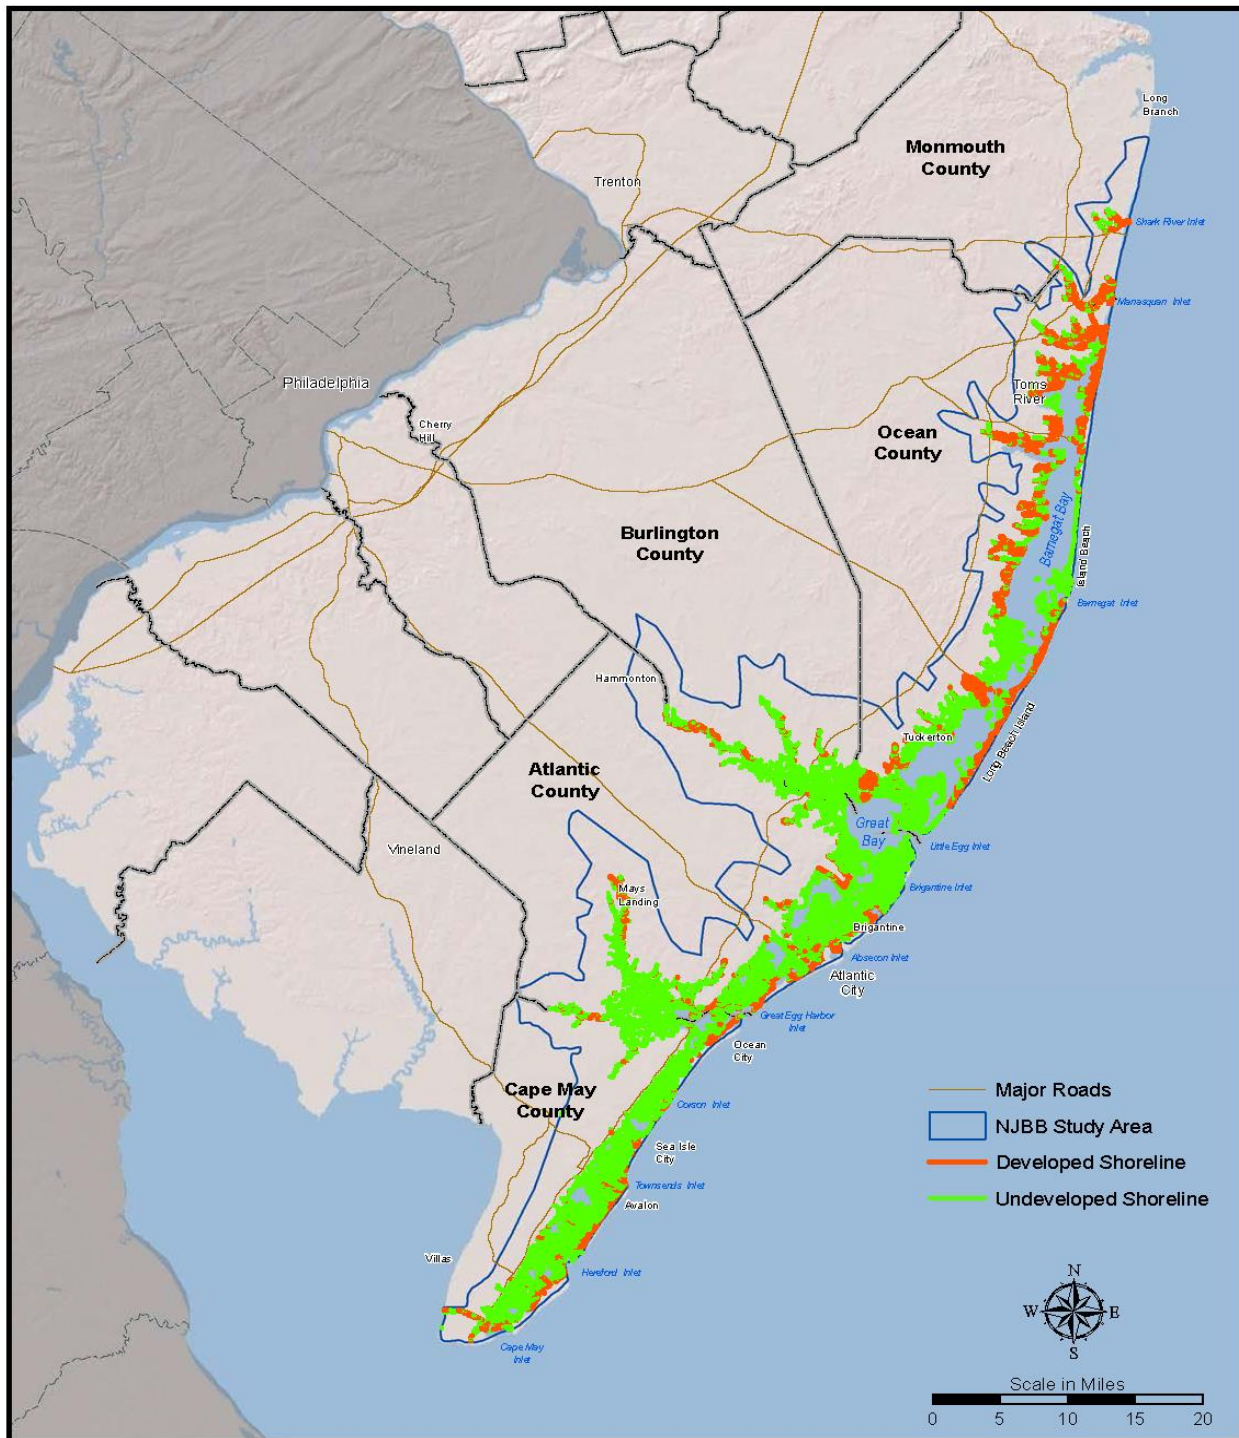 Long
Branch
Monmouth
County
Trenton
Shark River Inlet
Manasquan Inlet
Philadelphia
Toms
River
Cherry
Hill
Ocean
County
Burlington
County
Barnegat Bay
Island Beach
Barnegat Inlet
Hammonton
Long Beach Island
Tuckerton
Atlantic
County
Great
Bay
Little Egg Inlet
Vineland
Brigantine Inlet
Mays
Landing
Brigantine
Absecon Inlet
Atlantic
City
Great Egg Harbor
Inlet
Ocean
City
Cape May
County
Corson Inlet
Sea Isle
City
Townsends Inlet
Avalon
Villas
Hereford Inlet
Cape May
Inlet
Major Roads
NJBB Study Area
Developed Shoreline
Undeveloped Shoreline
N
W
E
S
Scale in Miles
0 5 10 15 20